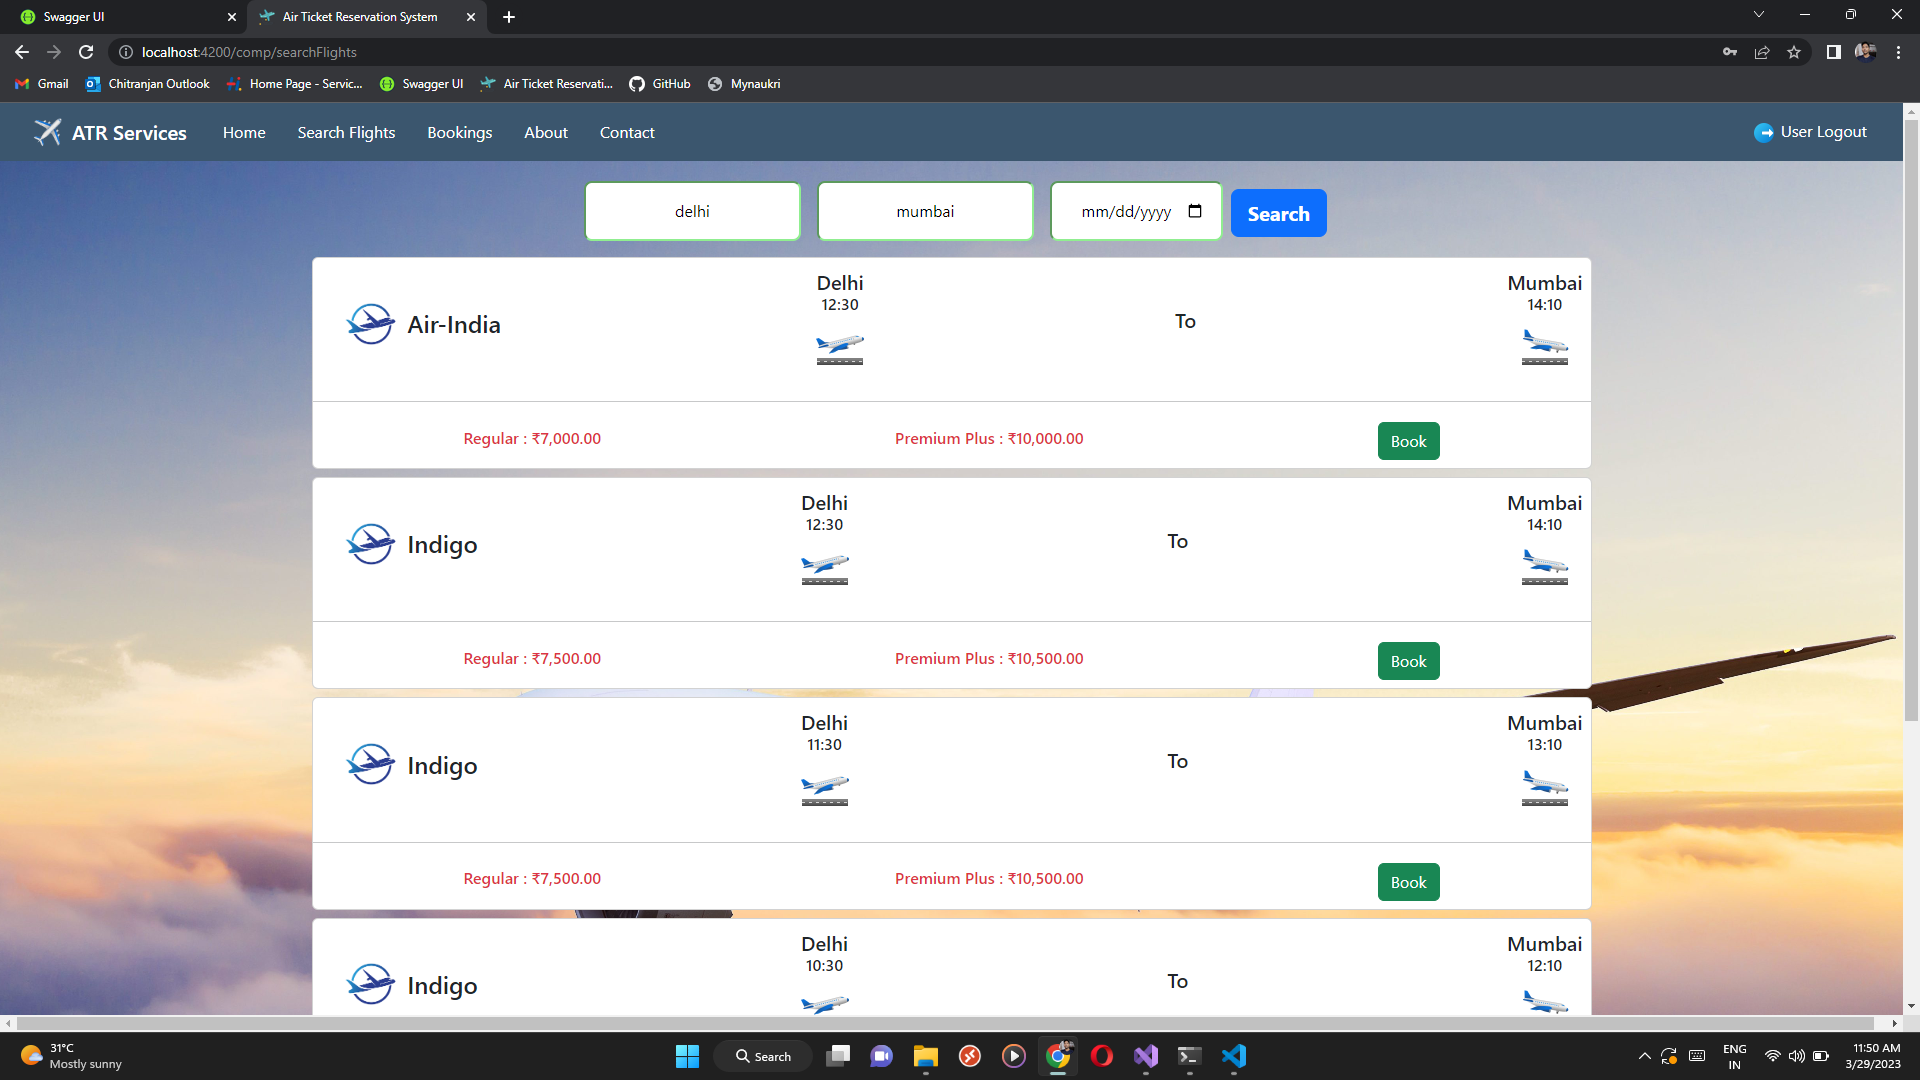 Swagger UI
Air Ticket Reservation System
localhost:4200/comp/searchFlights
Gmail
Chitranjan Outlook
Home Page - Servic...
Swagger UI
Air Ticket Reservati...
GitHub
Mynaukri
ATR Services
Home
Search Flights
Bookings
About
Contact
User Logout
delhi
mumbai
mm/dd/yyyy
Search
Air-India
Delhi
12:30
To
Mumbai
14:10
Regular : ₹7,000.00
Premium Plus : ₹10,000.00
Book
Indigo
Delhi
12:30
To
Mumbai
14:10
Regular : ₹7,500.00
Premium Plus : ₹10,500.00
Book
Indigo
Delhi
11:30
To
Mumbai
13:10
Regular : ₹7,500.00
Premium Plus : ₹10,500.00
Book
Indigo
Delhi
10:30
To
Mumbai
12:10
31°C
Mostly sunny
Search
ENG
IN
11:50 AM
3/29/2023